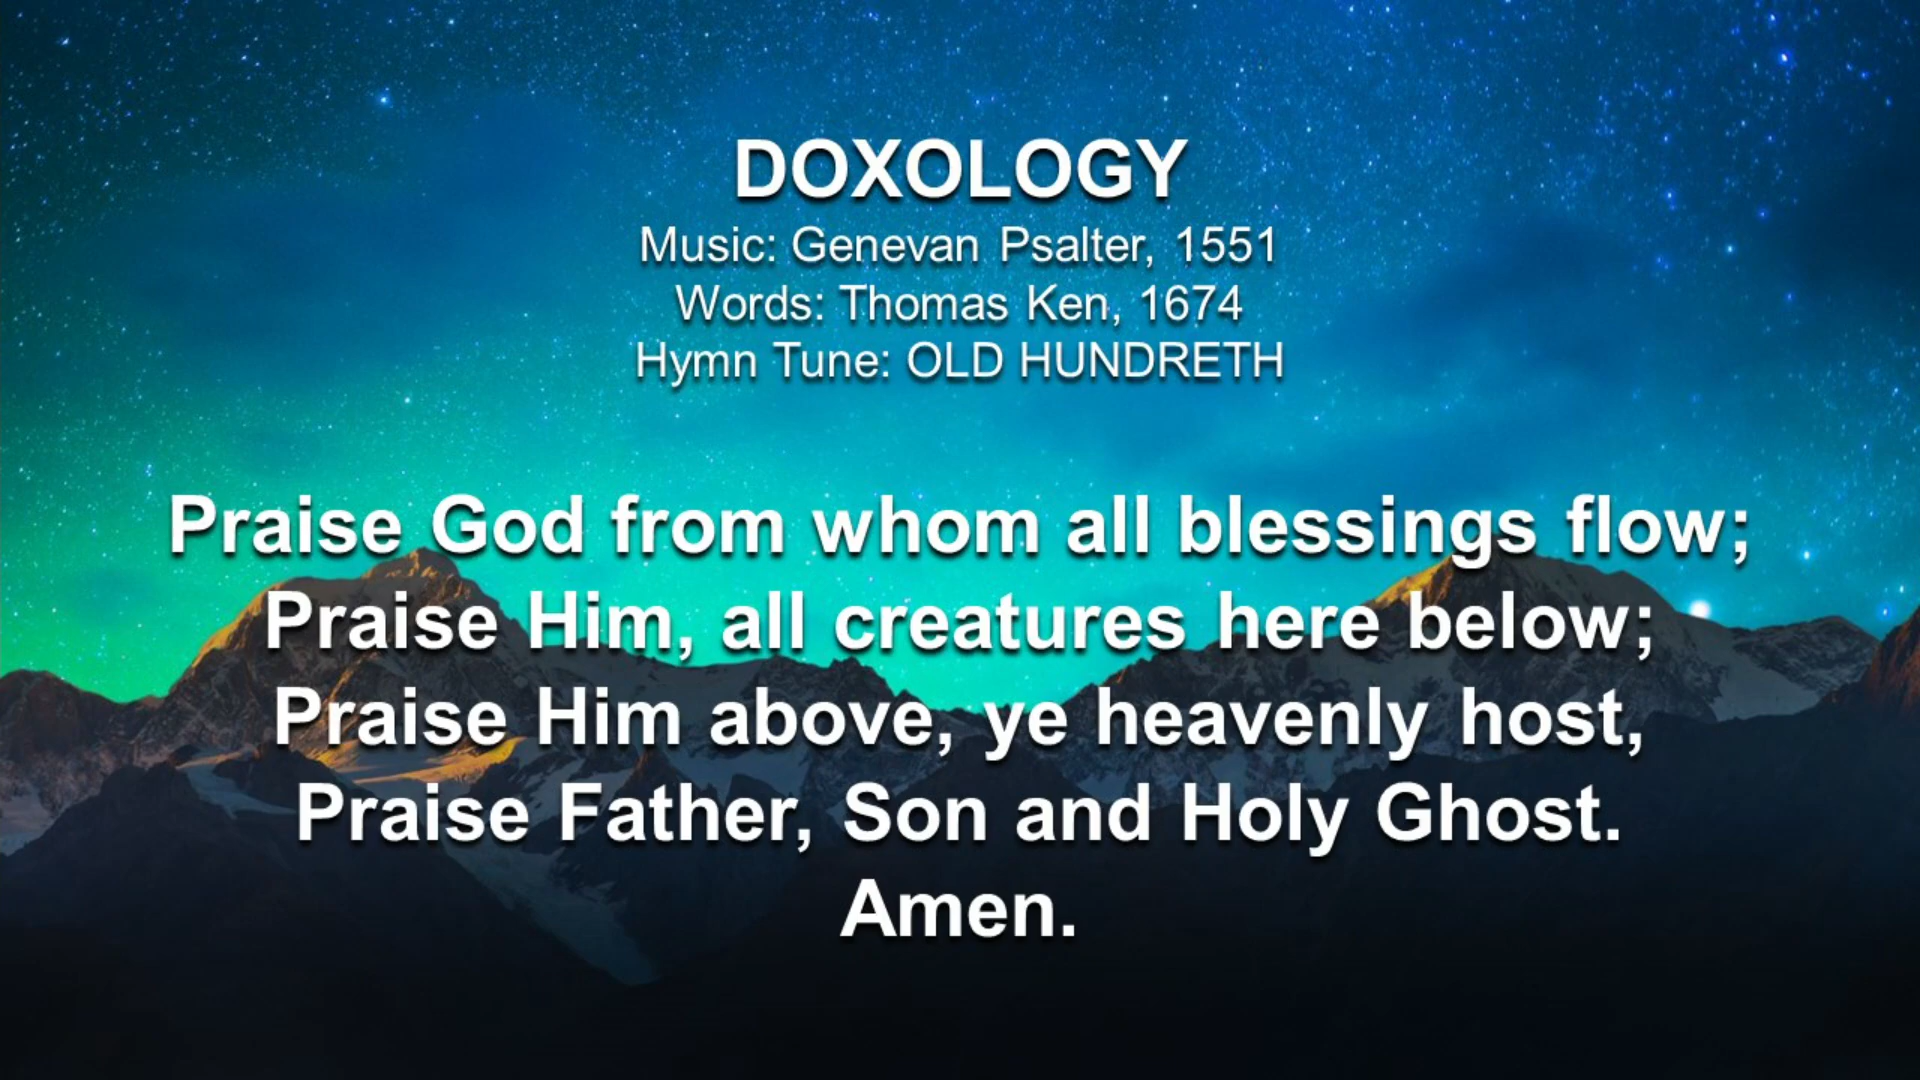 DOXOLOGY
Music: Genevan Psalter, 1551
Words: Thomas Ken, 1674
Hymn Tune: OLD HUNDRETH
Praise God from whom all blessings flow;
Praise Him, all creatures here below;
Praise Him above, ye heavenly host,
Praise Father, Son and Holy Ghost.
Amen.